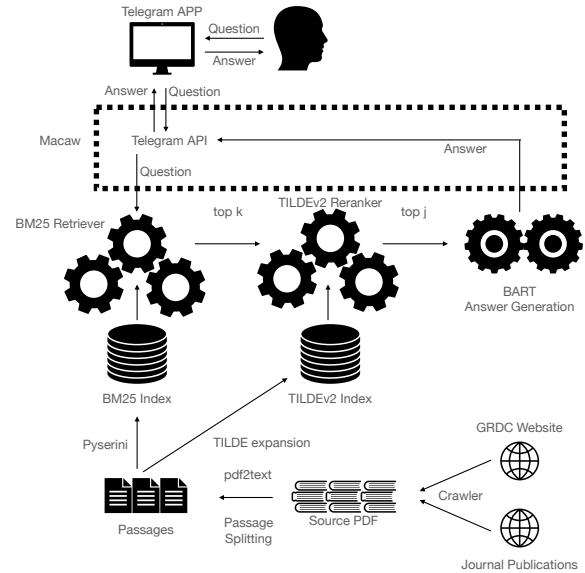 Telegram APP
Question
Answer
Answer
Question
Macaw
Telegram API
Answer
Question
BM25 Retriever
top k
TILDEv2 Reranker
top j
BART
Answer Generation
BM25 Index
TILDEv2 Index
Pyserini
TILDE expansion
GRDC Website
pdf2text
Crawler
Passages
Passage
Splitting
Source PDF
Journal Publications